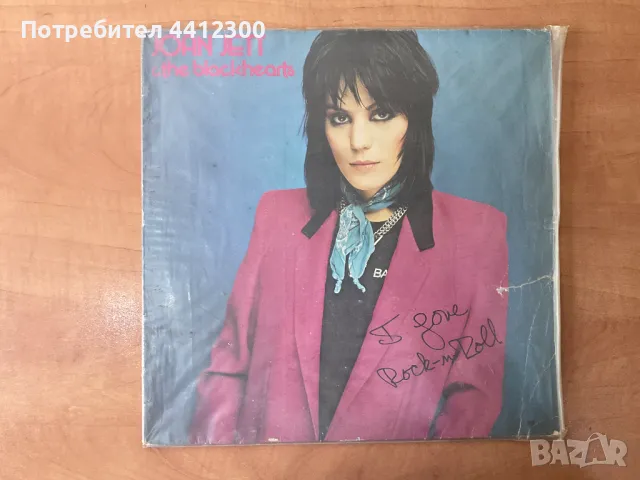 Потребител 4412300
JOAN JETT
& the blackhearts
BA
I Love
Rock-n Roll
BAZAR